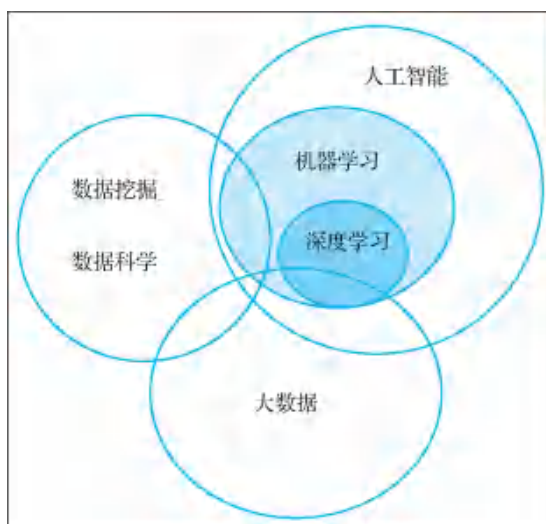 人工智能
机器学习
数据挖掘
深度学习
数据科学
大数据